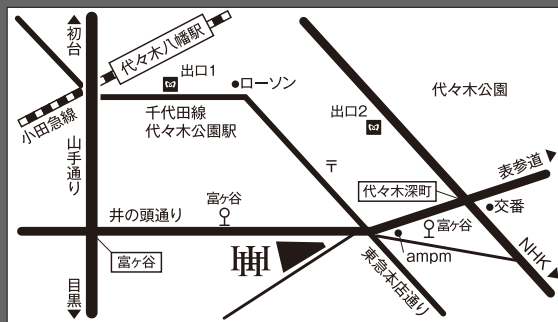 初台
代々木八幡駅
小田急線
出口1
ローソン
千代田線
代々木公園駅
山手通り
出口2
代々木公園
〒
表参道
代々木深町
交番
富ヶ谷
井の頭通り
富ヶ谷
富ヶ谷
ampm
東急本店通り
NHK
目黒